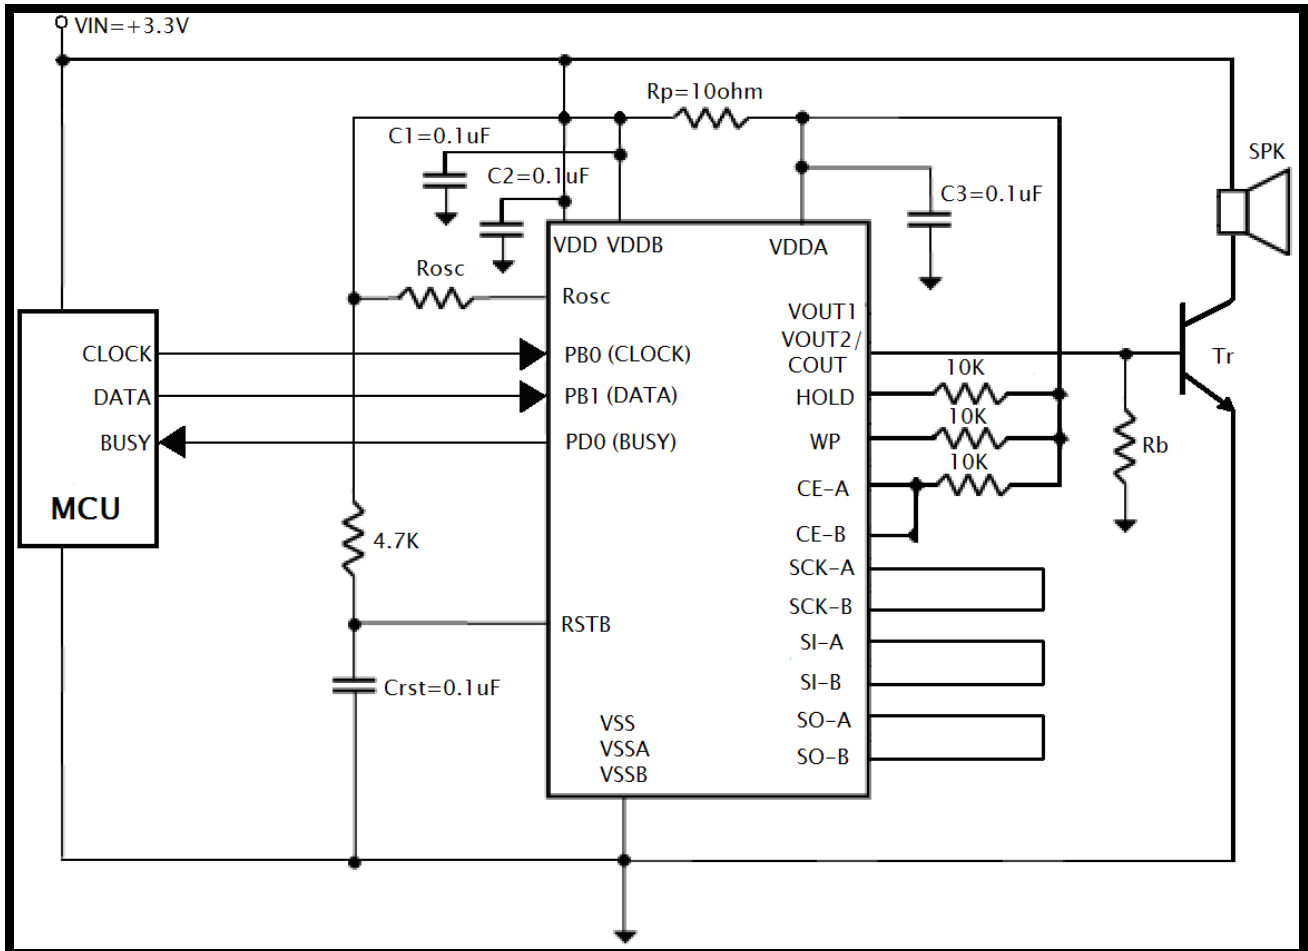 VIN=+3.3V
Rp=10ohm
C1=0.1uF
SPK
C2=0.1uF
C3=0.1uF
VDD VDDB
VDDA
Rosc
Rosc
VOUT1
VOUT2/
COUT
CLOCK
PB0 (CLOCK)
Tr
10K
DATA
PB1 (DATA)
HOLD
10K
BUSY
PD0 (BUSY)
WP
Rb
10K
MCU
CE-A
4.7K
CE-B
SCK-A
SCK-B
RSTB
SI-A
SI-B
Crst=0.1uF
SO-A
VSS
VSSA
SO-B
VSSB